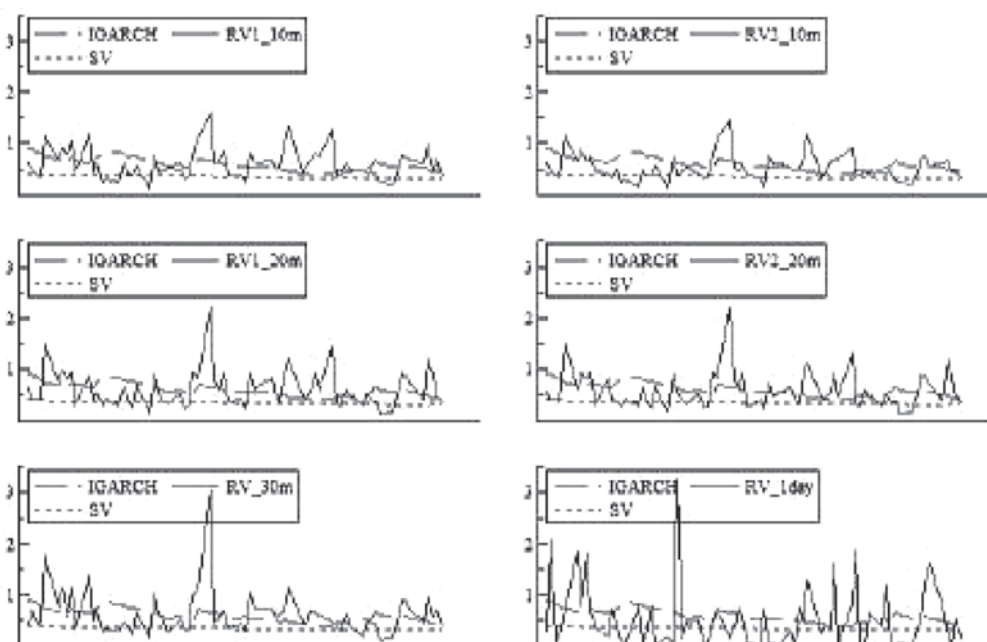 3
2
1
IGARCH RV1_10m
SV
3
2
1
IGARCH RV2_10m
SV
3
2
1
IGARCH RV1_20m
SV
3
2
1
IGARCH RV2_20m
SV
3
2
1
IGARCH RV_30m
SV
3
2
1
IGARCH RV_1day
SV